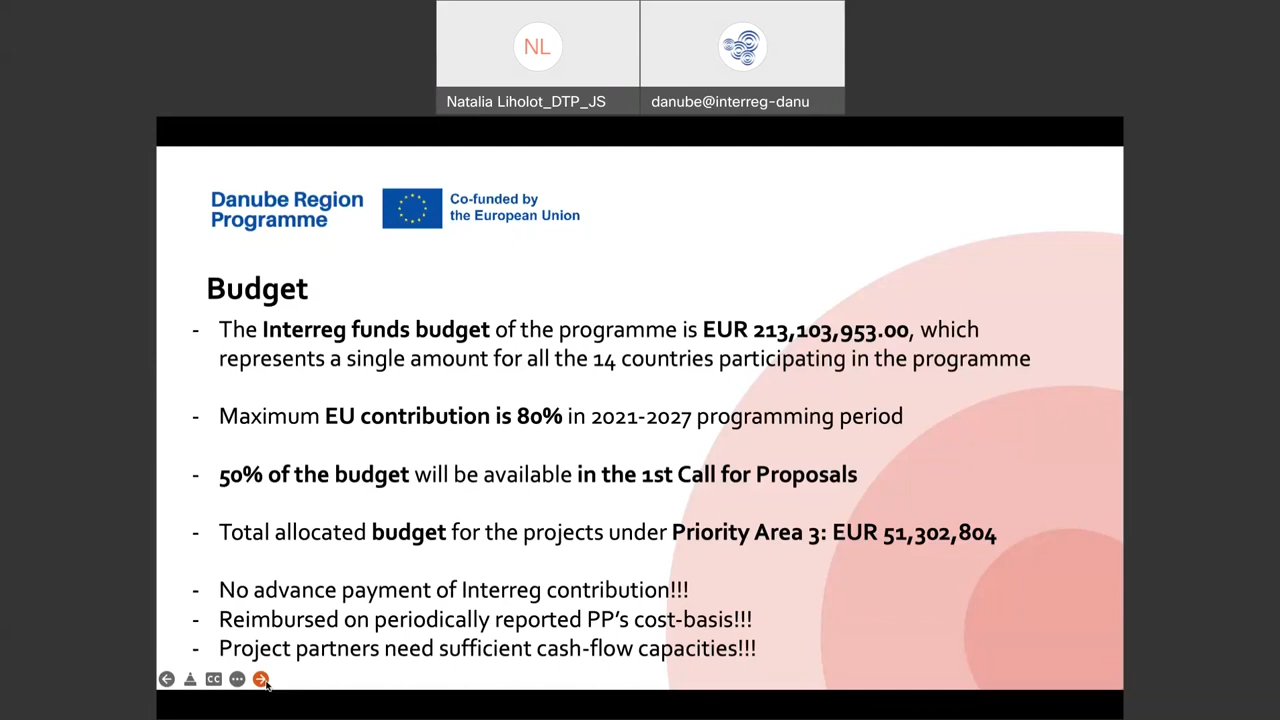 NL
Natalia Liholot_DTP_JS
danube@interreg-danu
Danube Region
Programme
Co-funded by
the European Union
Budget
- The Interreg funds budget of the programme is EUR 213,103,953.00, which
represents a single amount for all the 14 countries participating in the programme
- Maximum EU contribution is 80% in 2021-2027 programming period
- 50% of the budget will be available in the 1st Call for Proposals
- Total allocated budget for the projects under Priority Area 3: EUR 51,302,804
- No advance payment of Interreg contribution!!!
- Reimbursed on periodically reported PP's cost-basis!!!
- Project partners need sufficient cash-flow capacities!!!
CC